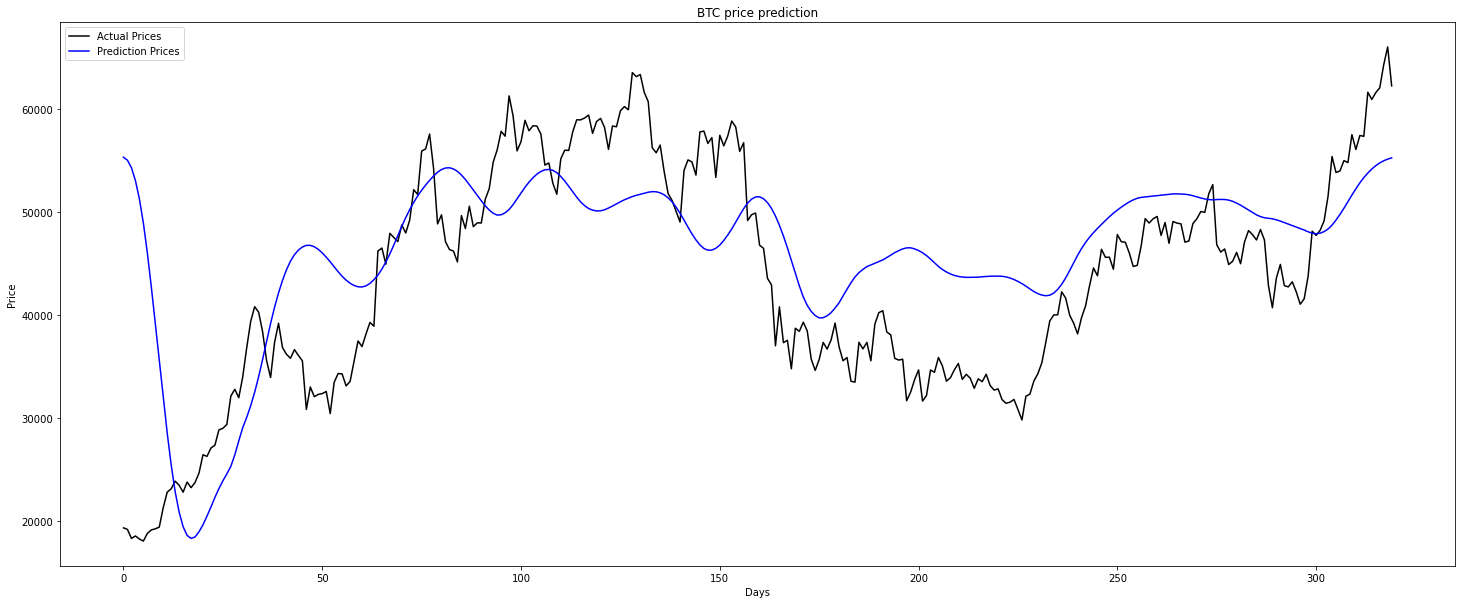 BTC price prediction
Actual Prices
Prediction Prices
60000
50000
40000
30000
20000
Price
0 50 100 150 200 250 300
Days